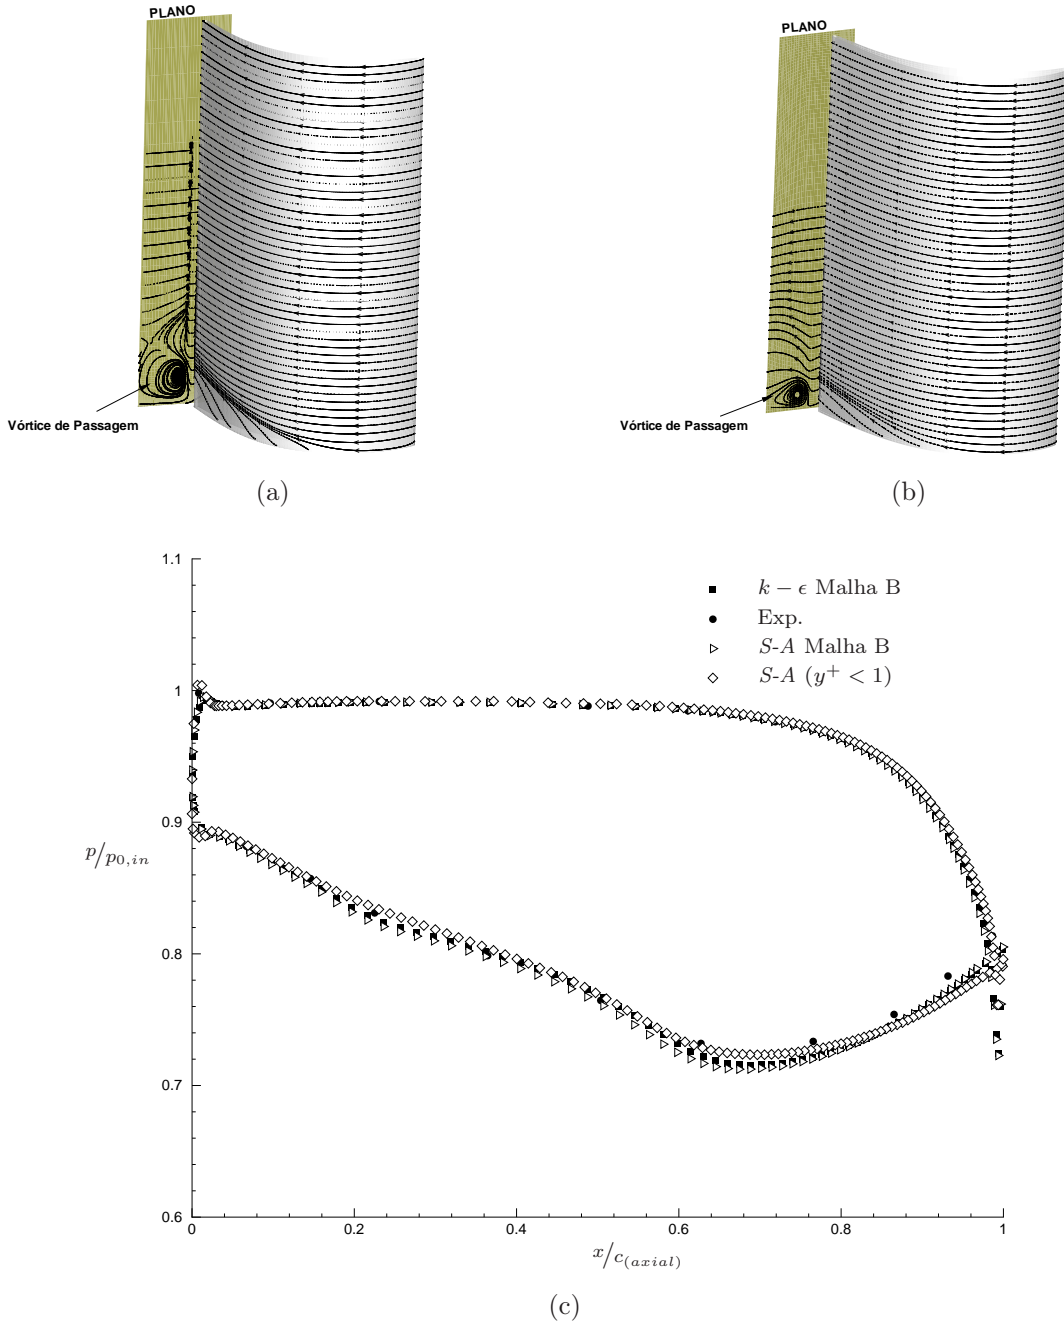 PLANO
PLANO
Vórtice de Passagem
Vórtice de Passagem
(a)
(b)
1.1
1
0.9
0.8
0.7
0.6
p/p0,in
k − ϵ Malha B
Exp.
S-A Malha B
S-A (y+ < 1)
0
0.2
0.4
0.6
0.8
1
x/c(axial)
(c)